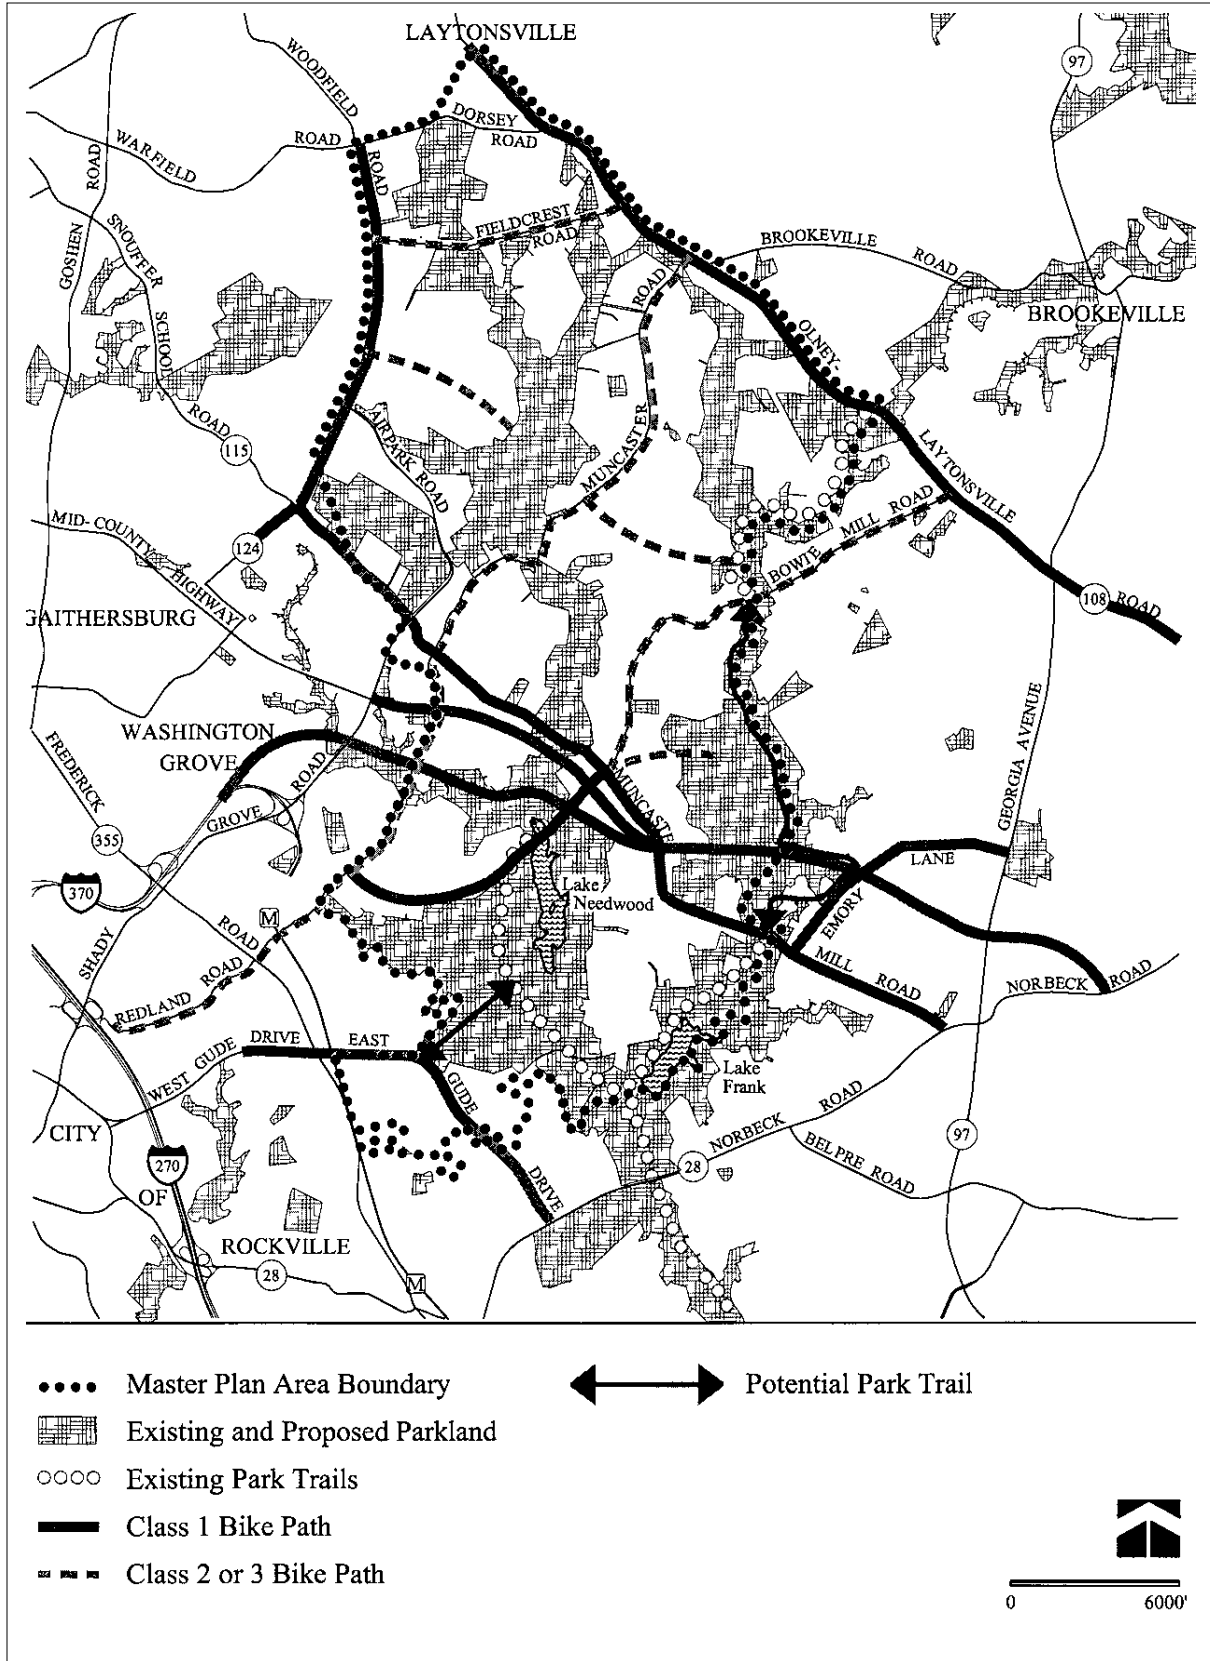 LAYTONSVILLE
97
WOODFIELD
ROAD
DORSEY
ROAD
ROAD
WARFIELD
ROAD
GOSHEN
SNOUFFER
SCHOOL
ROAD
115
FIELDCREST
ROAD
BROOKEVILLE
ROAD
BROOKEVILLE
ROAD
MUNCASTER
OLNEY-
LAYTONSVILLE
108
ROAD
AIRPARK ROAD
MID-COUNTY
HIGHWAY
124
BOWIE MILL ROAD
GAITHERSBURG
WASHINGTON
GROVE
FREDERICK
355
ROAD
SHADY
GROVE
ROAD
370
MUNCASTE
GEORGIA AVENUE
LANE
EMORY
MILL
ROAD
Lake
Needwood
M
REDLAND ROAD
NORBECK ROAD
WEST GUDE
DRIVE
EAST
GUDE
DRIVE
Lake
Frank
NORBECK
ROAD
28
97
BELPRE ROAD
CITY
OF
ROCKVILLE
270
28
M
Master Plan Area Boundary
Potential Park Trail
Existing and Proposed Parkland
Existing Park Trails
Class 1 Bike Path
Class 2 or 3 Bike Path
0
6000'